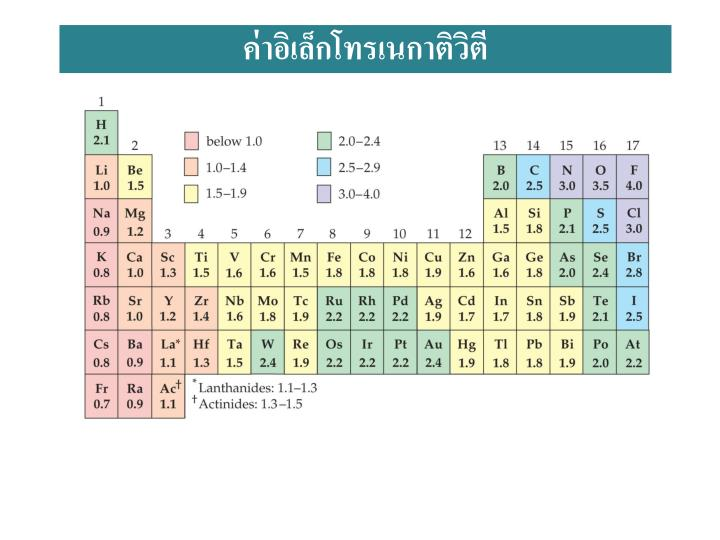 ค่าอิเล็กโทรเนกาติวิตี
1
H
2.1
2
below 1.0
2.0–2.4
13 14 15 16 17
Li Be
1.0 1.5
1.0–1.4
2.5–2.9
B C N O F
2.0 2.5 3.0 3.5 4.0
1.5–1.9
3.0–4.0
Na Mg
0.9 1.2
3 4 5 6 7 8 9 10 11 12
Al Si P S Cl
1.5 1.8 2.1 2.5 3.0
K Ca Sc Ti V Cr Mn Fe Co Ni Cu Zn Ga Ge As Se Br
0.8 1.0 1.3 1.5 1.6 1.6 1.5 1.8 1.8 1.8 1.9 1.6 1.6 1.8 2.0 2.4 2.8
Rb Sr Y Zr Nb Mo Tc Ru Rh Pd Ag Cd In Sn Sb Te I
0.8 1.0 1.2 1.4 1.6 1.8 1.9 2.2 2.2 2.2 1.9 1.7 1.7 1.8 1.9 2.1 2.5
Cs Ba La* Hf Ta W Re Os Ir Pt Au Hg Tl Pb Bi Po At
0.8 0.9 1.1 1.3 1.5 2.4 1.9 2.2 2.2 2.2 2.4 1.9 1.8 1.8 1.9 2.0 2.2
Fr Ra Ac†
0.7 0.9 1.1
*Lanthanides: 1.1–1.3
†Actinides: 1.3–1.5